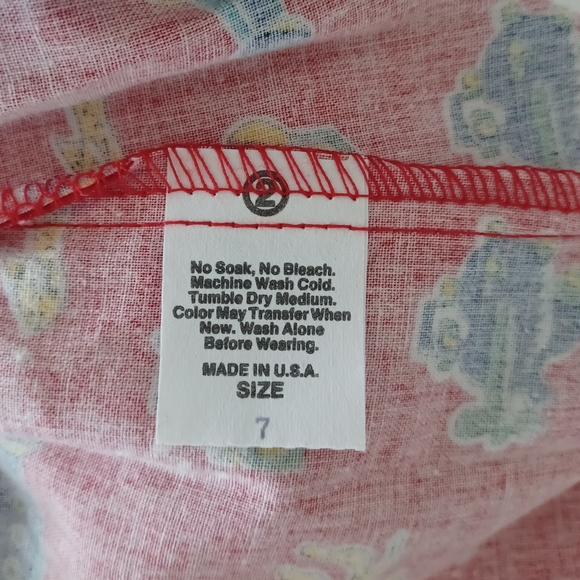 ②
No Soak, No Bleach.
Machine Wash Cold.
Tumble Dry Medium.
Color May Transfer When
New. Wash Alone
Before Wearing.
MADE IN U.S.A.
SIZE
7